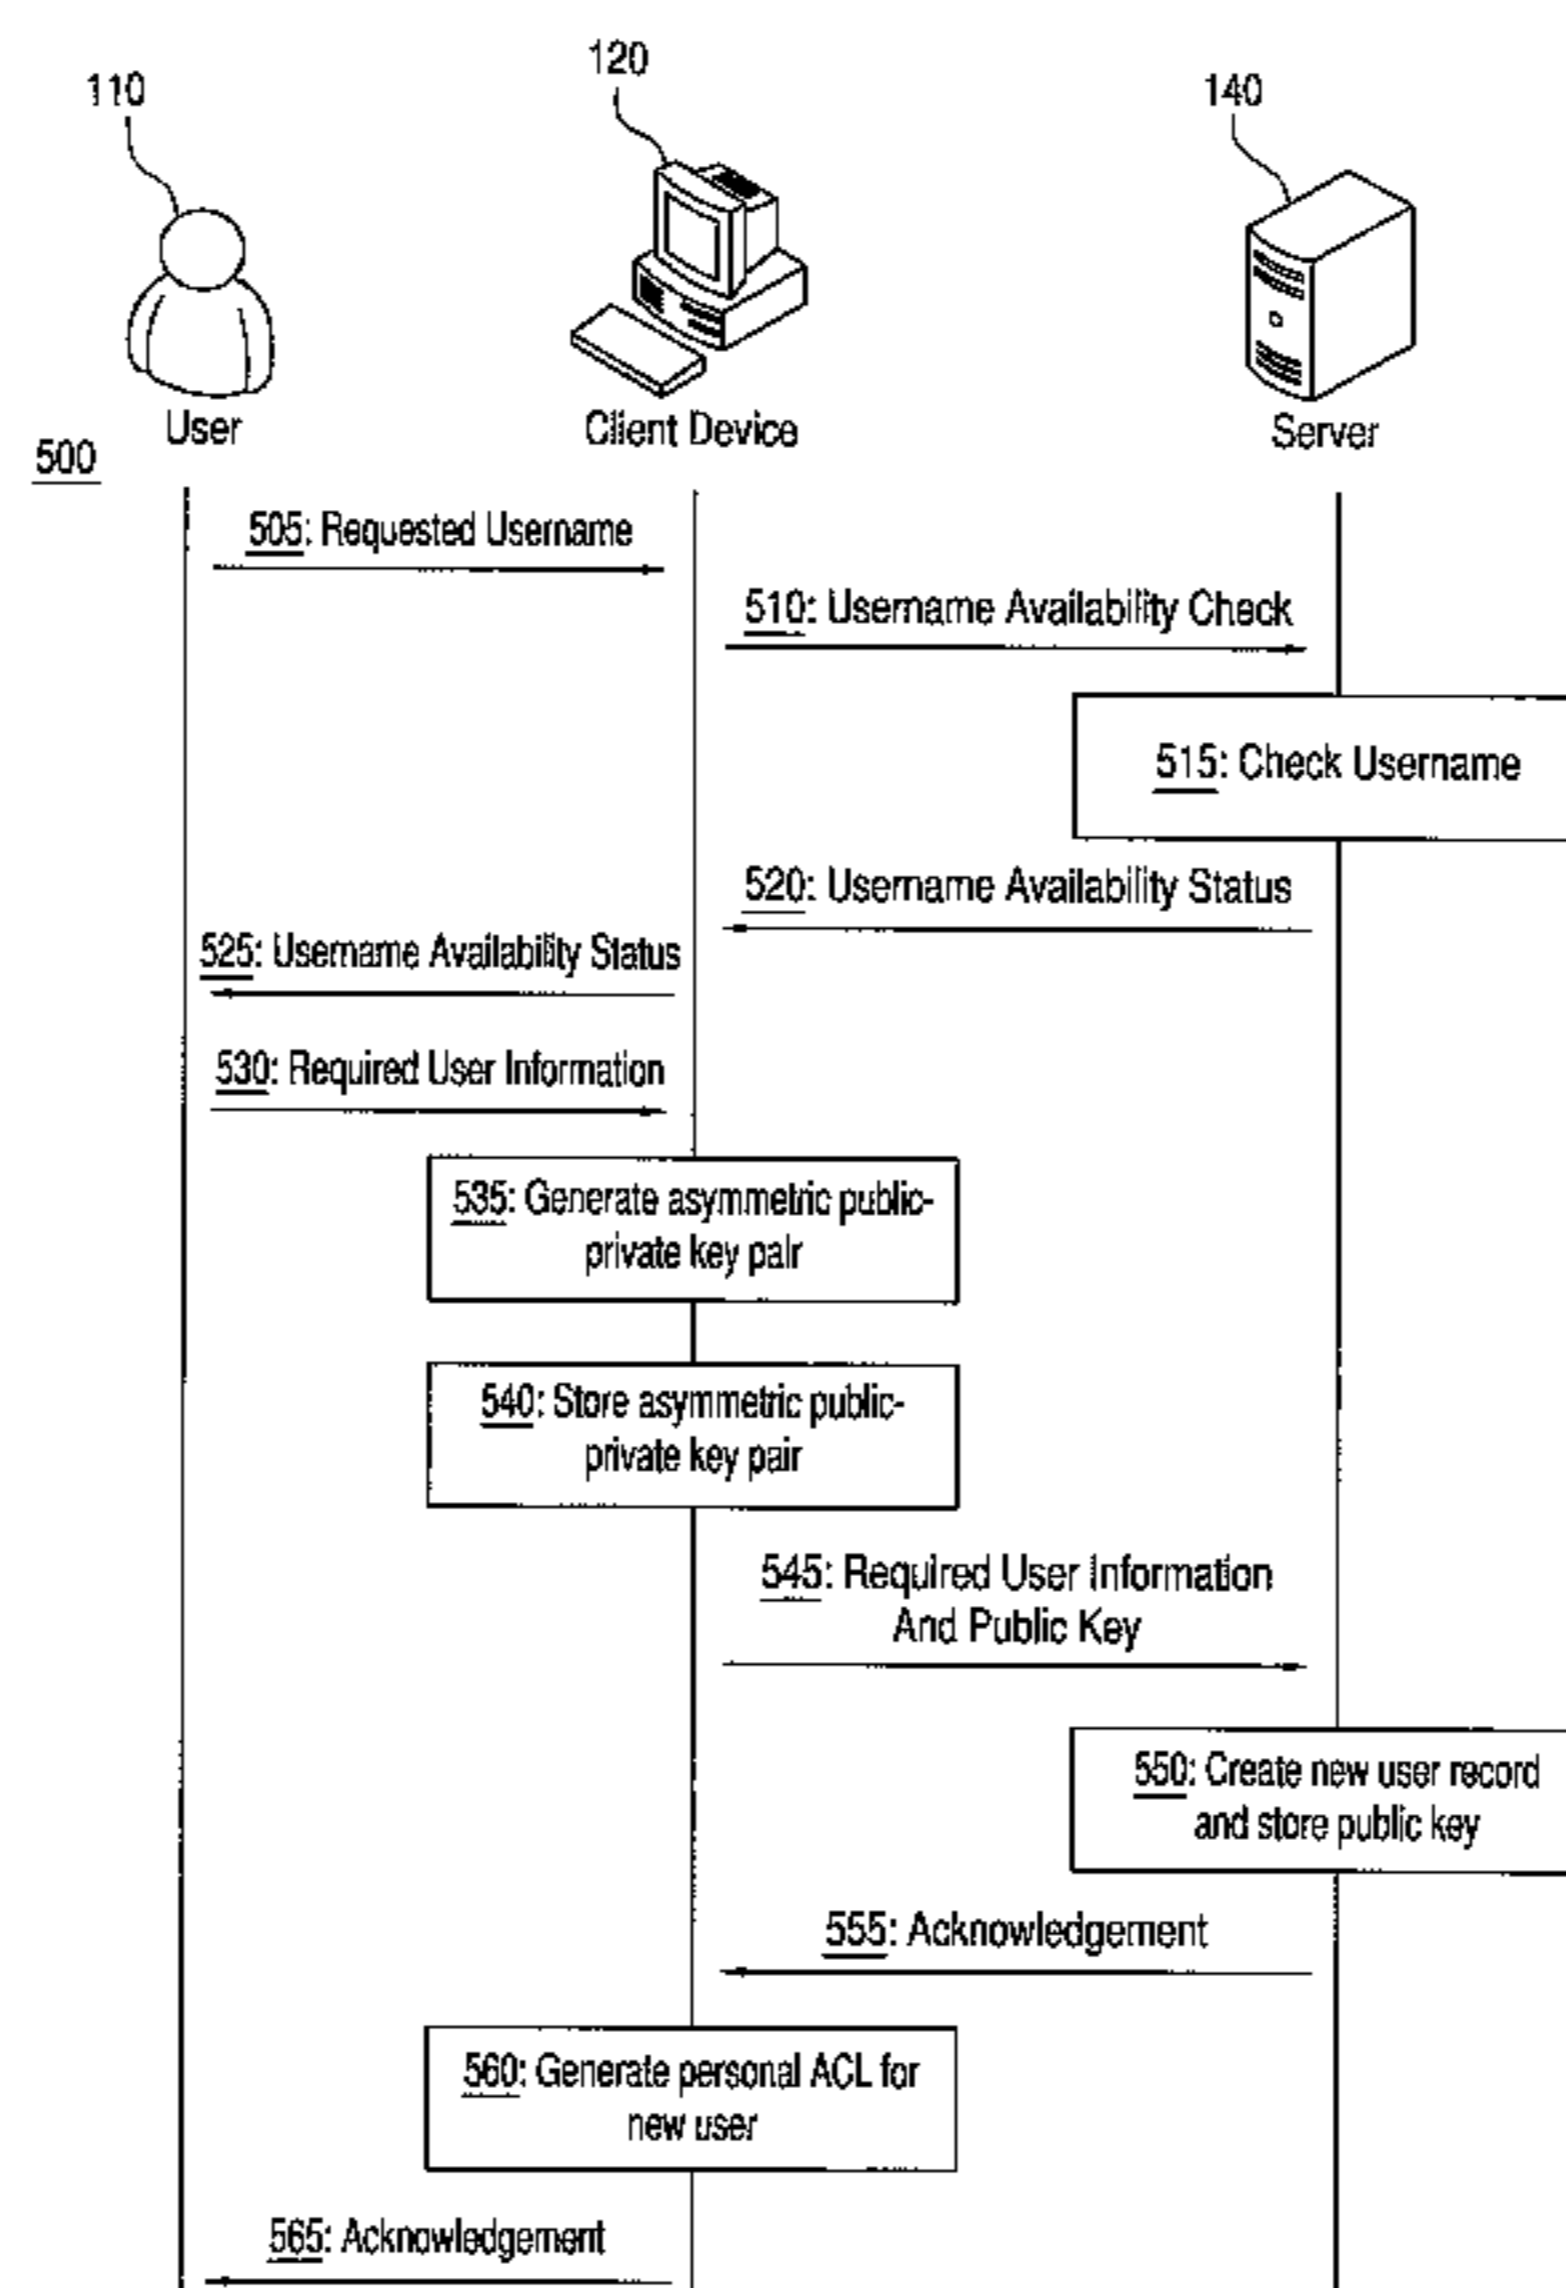 120
110
140
User
Client Device
Server
500
505: Requested Username
510: Username Availability Check
515: Check Username
520: Username Availability Status
525: Username Availability Status
530: Required User Information
535: Generate asymmetric public-
private key pair
540: Store asymmetric public-
private key pair
545: Required User Information
And Public Key
550: Create new user record
and store public key
555: Acknowledgement
560: Generate personal ACL for
new user
565: Acknowledgement